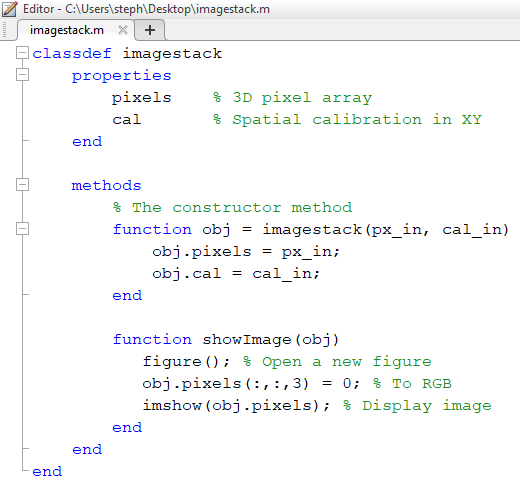 Editor - C:\Users\steph\Desktop\imagestack.m
imagestack.m × +
classdef imagestack
    properties
        pixels    % 3D pixel array
        cal       % Spatial calibration in XY
    end

    methods
        % The constructor method
        function obj = imagestack(px_in, cal_in)
            obj.pixels = px_in;
            obj.cal = cal_in;
        end

        function showImage(obj)
           figure(); % Open a new figure
           obj.pixels(:,:,3) = 0; % To RGB
           imshow(obj.pixels); % Display image
        end
    end
end